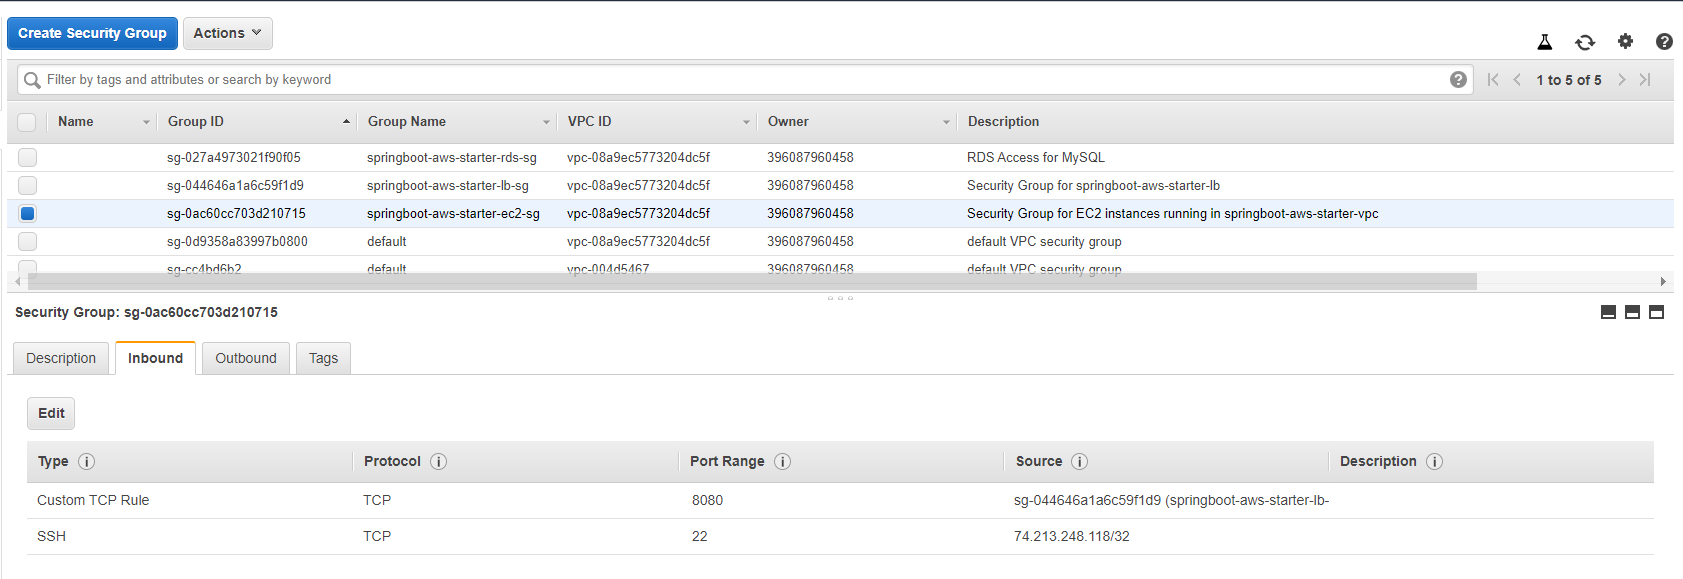 Create Security Group Actions
Filter by tags and attributes or search by keyword 1 to 5 of 5
Name Group ID Group Name VPC ID Owner Description
sg-027a4973021f90f05 springboot-aws-starter-rds-sg vpc-08a9ec5773204dc5f 396087960458 RDS Access for MySQL
sg-044646a1a6c59f1d9 springboot-aws-starter-lb-sg vpc-08a9ec5773204dc5f 396087960458 Security Group for springboot-aws-starter-lb
sg-0ac60cc703d210715 springboot-aws-starter-ec2-sg vpc-08a9ec5773204dc5f 396087960458 Security Group for EC2 instances running in springboot-aws-starter-vpc
sg-0d9358a83997b0800 default vpc-08a9ec5773204dc5f 396087960458 default VPC security group
sg-cc4bd6b2 default vpc-004d5467 396087960458 default VPC security group
Security Group: sg-0ac60cc703d210715
Description Inbound Outbound Tags
Edit
Type Protocol Port Range Source Description
Custom TCP Rule TCP 8080 sg-044646a1a6c59f1d9 (springboot-aws-starter-lb-
SSH TCP 22 74.213.248.118/32